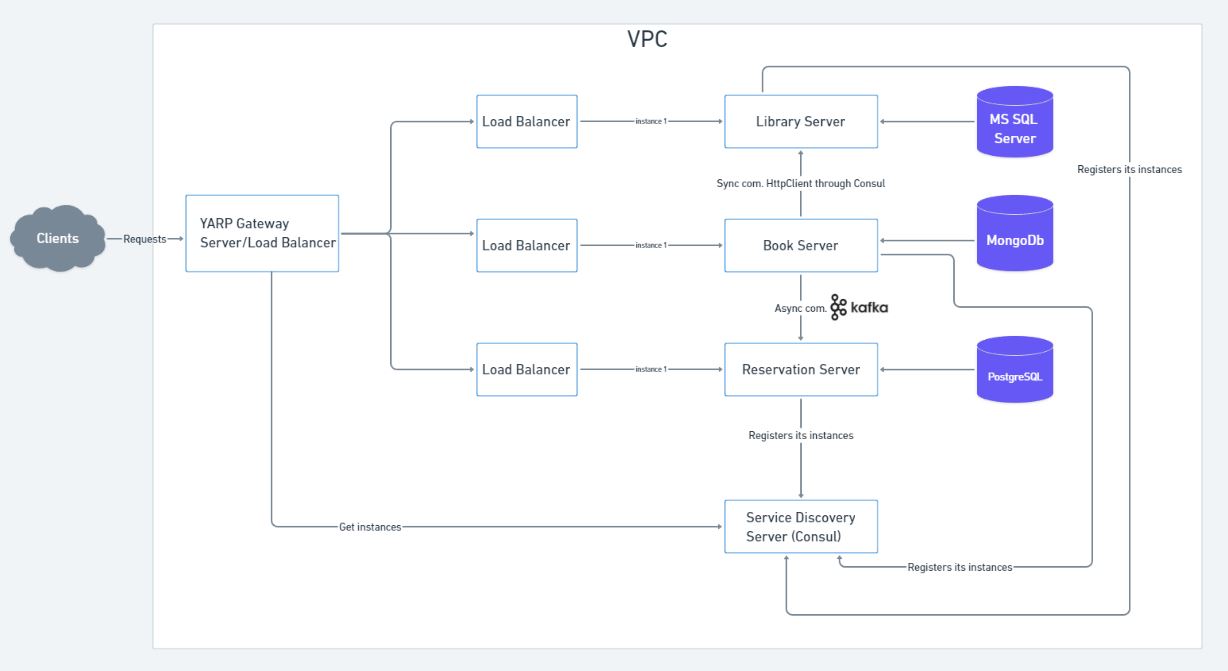 VPC
Load Balancer
instance 1
Library Server
MS SQL
Server
Registers its instances
Sync com. HttpClient through Consul
Clients
Requests
YARP Gateway
Server/Load Balancer
Load Balancer
instance 1
Book Server
MongoDb
Async com.
kafka
Load Balancer
instance 1
Reservation Server
PostgreSQL
Registers its instances
Get instances
Service Discovery
Server (Consul)
Registers its instances